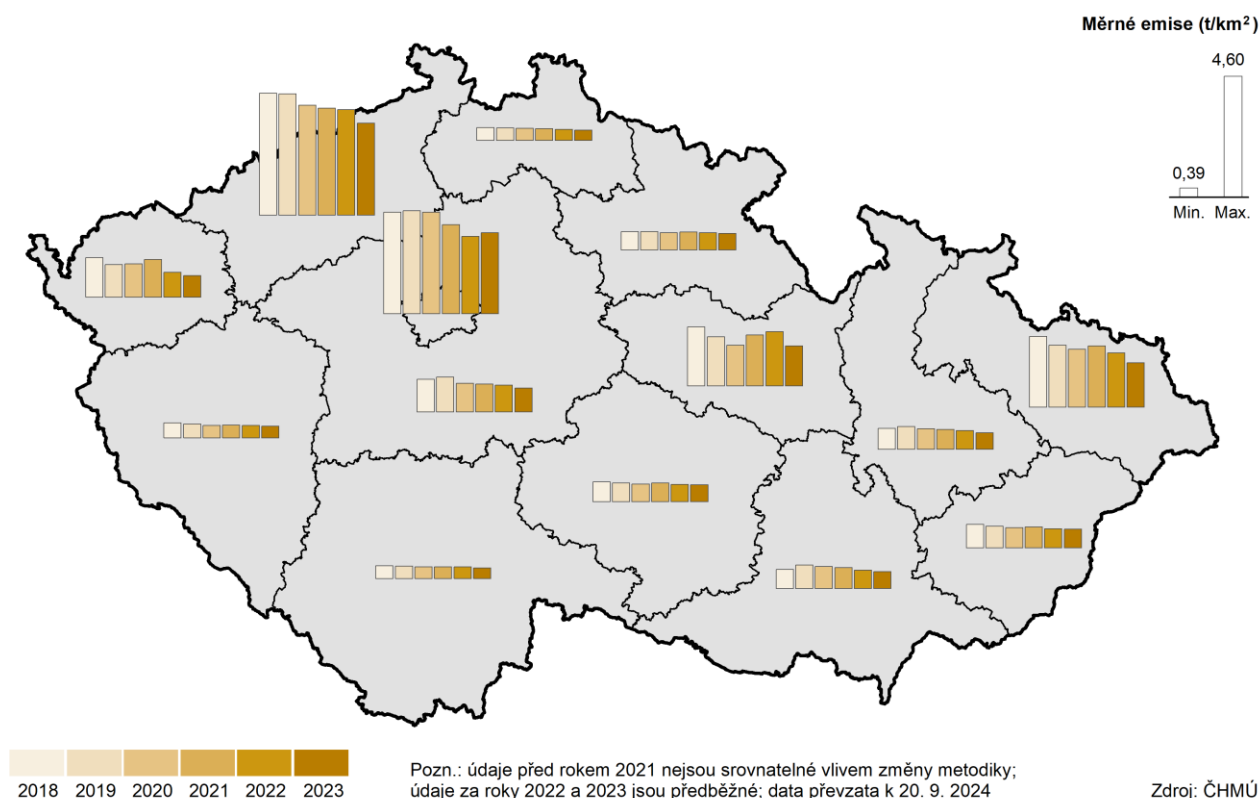 Měrné emise (t/km²)
4,60
0,39
Min. Max.
2018 2019 2020 2021 2022 2023
Pozn.: údaje před rokem 2021 nejsou srovnatelné vlivem změny metodiky;
údaje za roky 2022 a 2023 jsou předběžné; data převzata k 20. 9. 2024
Zdroj: ČHMÚ